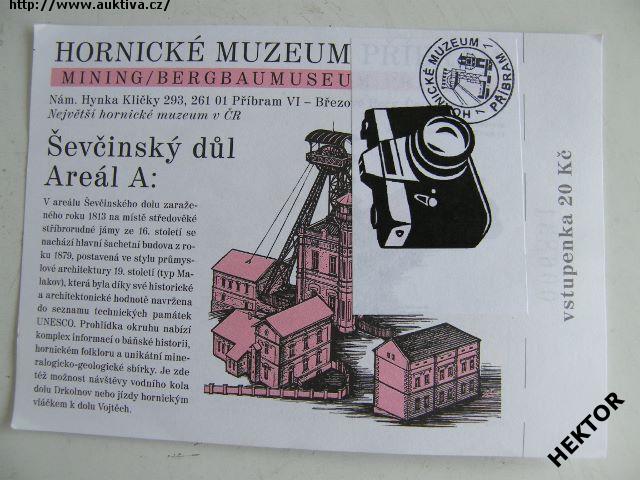 http://www.auktiva.cz/
HORNICKÉ MUZEUM PŘÍB
MINING/BERGBAUMUSEU
Nám. Hynka Kličky 293, 261 01 Příbram VI – Březo
Největší hornické muzeum v ČR
HORNICKÉ MUZEUM PŘÍBRAM
Ševčinský důl
Areál A:
V areálu Ševčinského dolu zaraže-
ného roku 1813 na místě středověké
stříbrorudné jámy ze 16. století se
nachází hlavní šachetní budova z ro-
ku 1879, postavená ve stylu průmys-
lové architektury 19. století (typ Ma-
lakov), která byla díky své historické
a architektonické hodnotě navržena
do seznamu technických památek
UNESCO. Prohlídka okruhu nabízí
komplex informací o báňské historii,
hornickém folkloru a unikátní mine-
ralogicko-geologické sbírky. Je zde
též možnost návštěvy vodního kola
dolu Drkolnov nebo jízdy hornickým
vláčkem k dolu Vojtěch.
vstupenka 20 Kč
HEKTOR